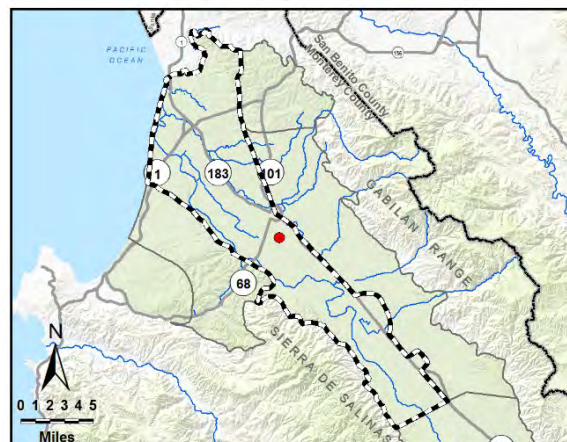 1
PACIFIC
OCEAN
San Benito County
Monterey County
156
1
183
01
GABILAN RANGE
68
SIERRA DE SALINAS
N
0 1 2 3 4 5
Miles